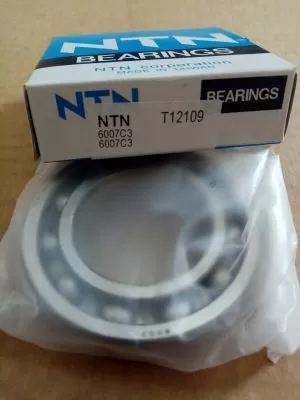 NTN
BEARINGS
NTN corporation
MADE IN TAIWAN
NTN BEARINGS
NTN T12109
6007C3
6007C3